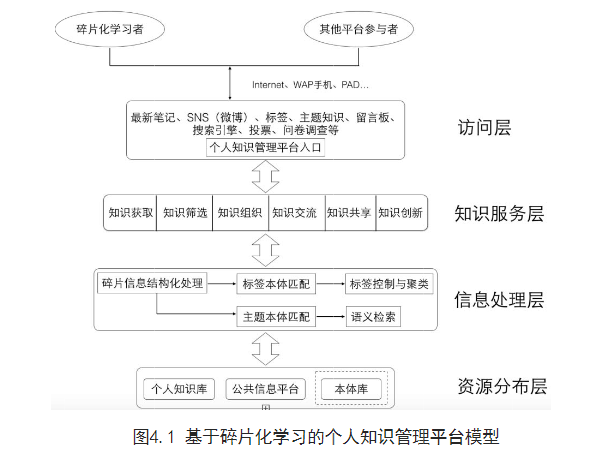 碎片化学习者
其他平台参与者
Internet、WAP手机、PAD...
最新笔记、SNS（微博）、标签、主题知识、留言板、
搜索引擎、投票、问卷调查等
个人知识管理平台入口
访问层
知识获取 知识筛选 知识组织 知识交流 知识共享 知识创新
知识服务层
碎片信息结构化处理 标签本体匹配 标签控制与聚类
信息处理层
主题本体匹配 语义检索
个人知识库 公共信息平台 本体库
资源分布层
图4.1 基于碎片化学习的个人知识管理平台模型